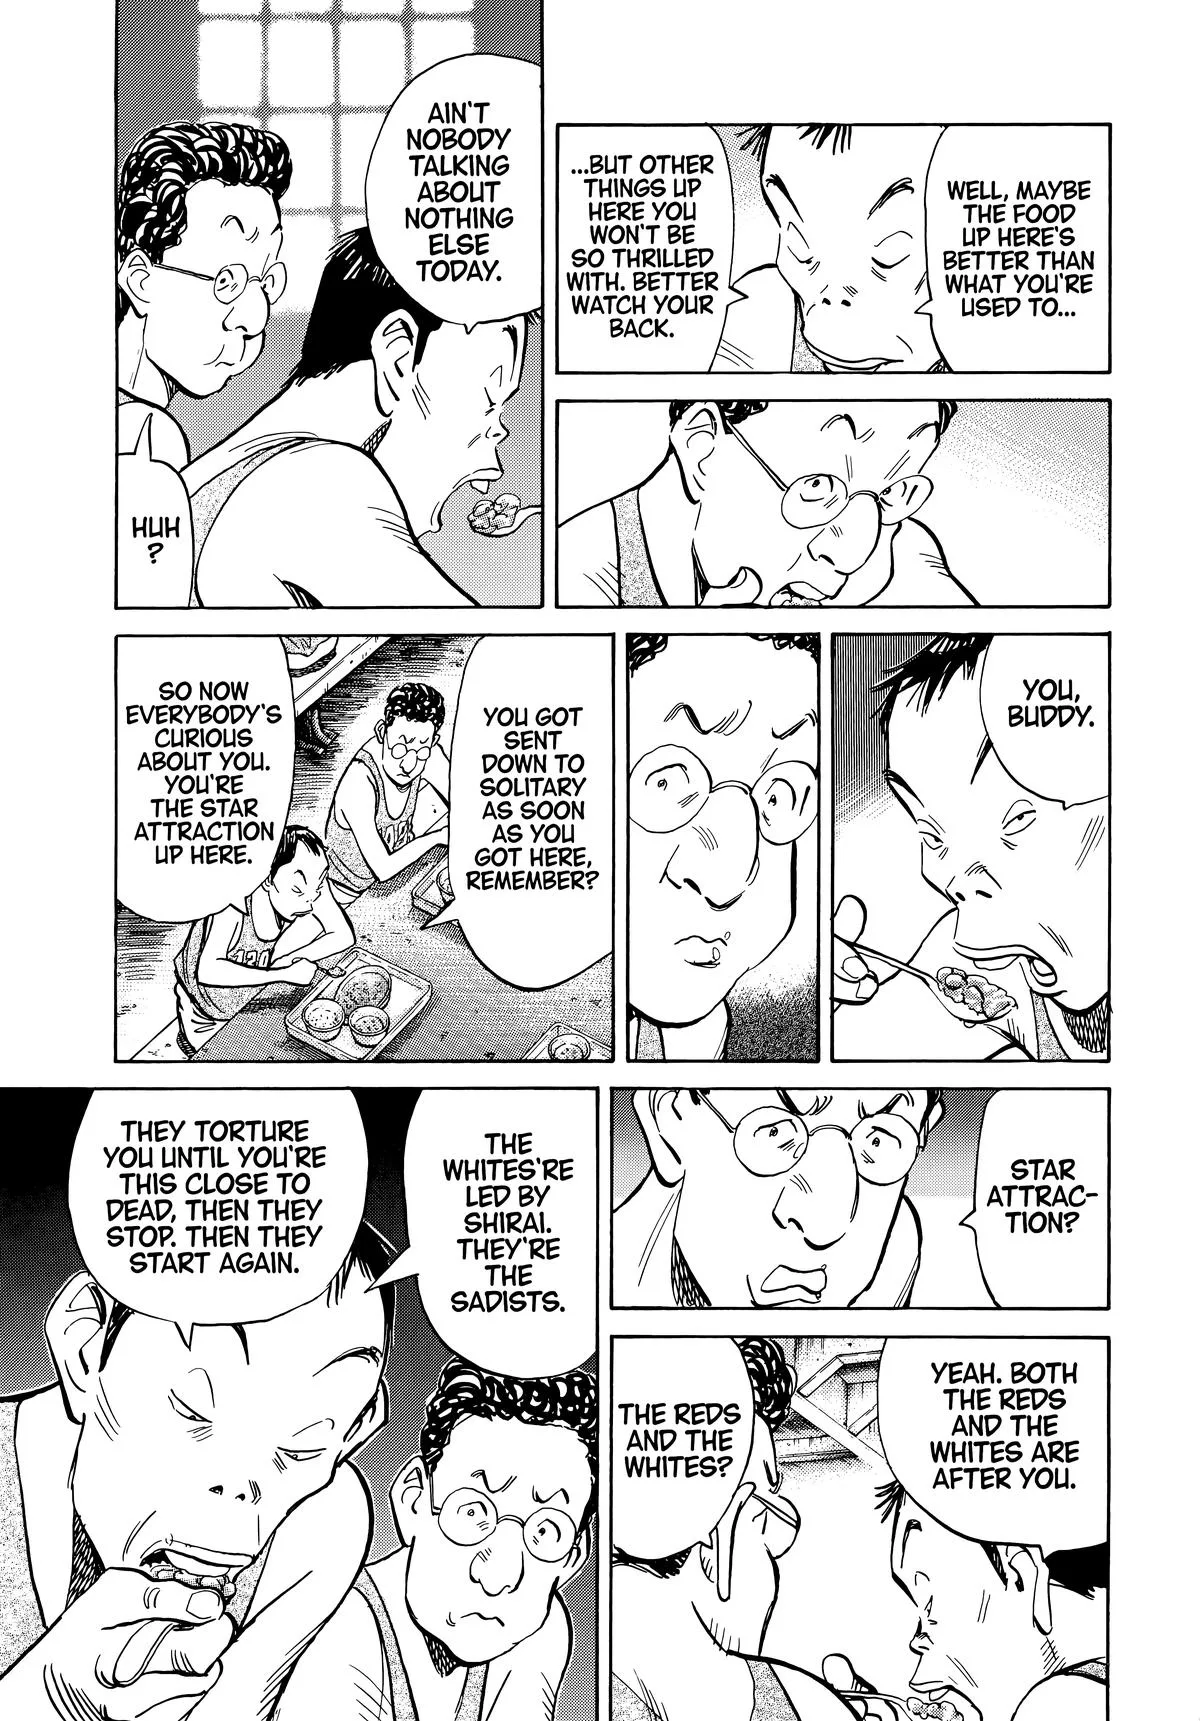 WELL, MAYBE
THE FOOD
UP HERE'S
BETTER THAN
WHAT YOU'RE
USED TO...
...BUT OTHER
THINGS UP
HERE YOU
WON'T BE
SO THRILLED
WITH. BETTER
WATCH YOUR
BACK.
AIN'T
NOBODY
TALKING
ABOUT
NOTHING
ELSE
TODAY.
HUH
?
YOU,
BUDDY.
YOU GOT
SENT
DOWN TO
SOLITARY
AS SOON
AS YOU
GOT HERE,
REMEMBER?
SO NOW
EVERYBODY'S
CURIOUS
ABOUT YOU.
YOU'RE
THE STAR
ATTRACTION
UP HERE.
STAR
ATTRAC-
TION?
YEAH. BOTH
THE REDS
AND THE
WHITES ARE
AFTER YOU.
THE REDS
AND THE
WHITES?
THE
WHITES'RE
LED BY
SHIRAI.
THEY'RE
THE
SADISTS.
THEY TORTURE
YOU UNTIL YOU'RE
THIS CLOSE TO
DEAD, THEN THEY
STOP. THEN THEY
START AGAIN.